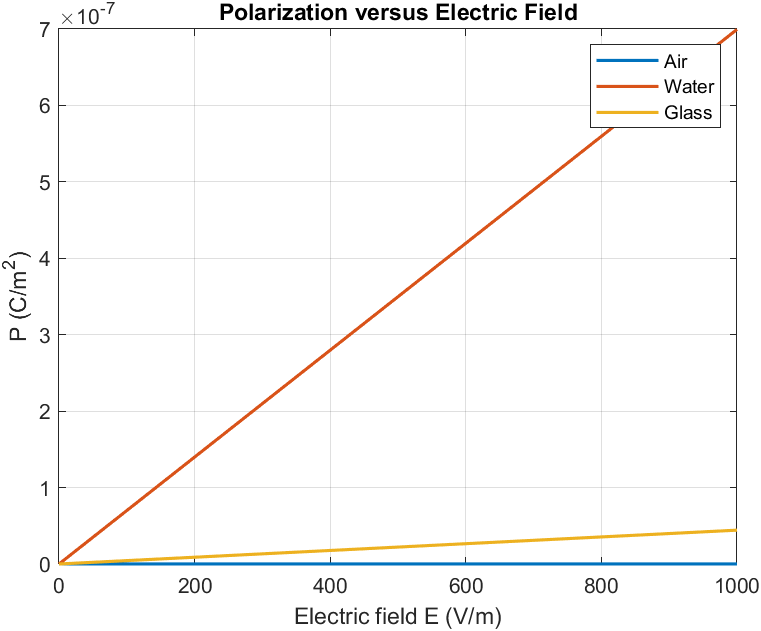 Polarization versus Electric Field
×10⁻⁷
7
6
5
4
3
2
1
0
P (C/m²)
Air
Water
Glass
0 200 400 600 800 1000
Electric field E (V/m)